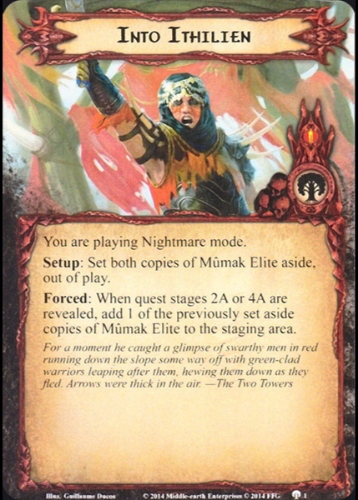 INTO ITHILIEN
You are playing Nightmare mode.
Setup: Set both copies of Mûmak Elite aside,
out of play.
Forced: When quest stages 2A or 4A are
revealed, add 1 of the previously set aside
copies of Mûmak Elite to the staging area.
For a moment he caught a glimpse of swarthy men in red
running down the slope some way off with green-clad
warriors leaping after them, hewing them down as they
fled. Arrows were thick in the air. —The Two Towers
Illus. Guillaume Ducos © 2014 Middle-earth Enterprises © 2014 FFG 1